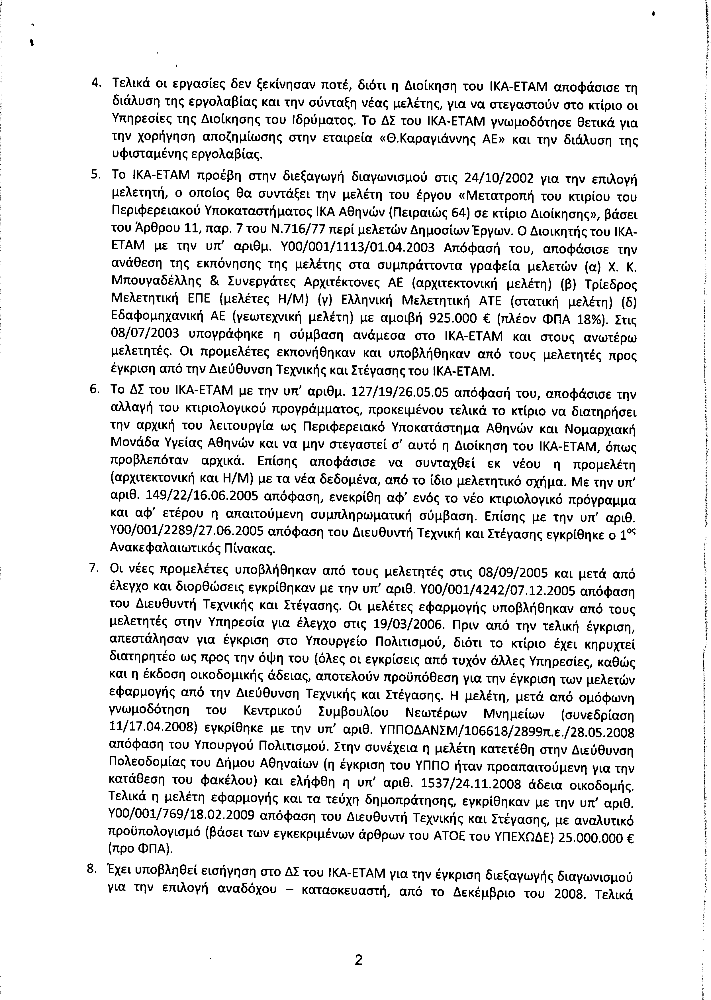 4. Τελικά οι εργασίες δεν ξεκίνησαν ποτέ, διότι η Διοίκηση του ΙΚΑ-ΕΤΑΜ αποφάσισε τη
διάλυση της εργολαβίας και την σύνταξη νέας μελέτης, για να στεγαστούν στο κτίριο οι
Υπηρεσίες της Διοίκησης του Ιδρύματος. Το ΔΣ του ΙΚΑ-ΕΤΑΜ γνωμοδότησε θετικά για
την χορήγηση αποζημίωσης στην εταιρεία «Θ.Καραγιάννης ΑΕ» και την διάλυση της
υφισταμένης εργολαβίας.
5. Το ΙΚΑ-ΕΤΑΜ προέβη στην διεξαγωγή διαγωνισμού στις 24/10/2002 για την επιλογή
μελετητή, ο οποίος θα συντάξει την μελέτη του έργου «Μετατροπή του κτιρίου του
Περιφερειακού Υποκαταστήματος ΙΚΑ Αθηνών (Πειραιώς 64) σε κτίριο Διοίκησης», βάσει
του Άρθρου 11, παρ. 7 του Ν.716/77 περί μελετών Δημοσίων Έργων. Ο Διοικητής του ΙΚΑ-
ΕΤΑΜ με την υπ' αριθμ. Υ00/001/1113/01.04.2003 Απόφασή του, αποφάσισε την
ανάθεση της εκπόνησης της μελέτης στα συμπράττοντα γραφεία μελετών (α) Χ. Κ.
Μπουγαδέλλης & Συνεργάτες Αρχιτέκτονες ΑΕ (αρχιτεκτονική μελέτη) (β) Τρίεδρος
Μελετητική ΕΠΕ (μελέτες Η/Μ) (γ) Ελληνική Μελετητική ΑΤΕ (στατική μελέτη) (δ)
Εδαφομηχανική ΑΕ (γεωτεχνική μελέτη) με αμοιβή 925.000 € (πλέον ΦΠΑ 18%). Στις
08/07/2003 υπογράφηκε η σύμβαση ανάμεσα στο ΙΚΑ-ΕΤΑΜ και στους ανωτέρω
μελετητές. Οι προμελέτες εκπονήθηκαν και υποβλήθηκαν από τους μελετητές προς
έγκριση από την Διεύθυνση Τεχνικής και Στέγασης του ΙΚΑ-ΕΤΑΜ.
6. Το ΔΣ του ΙΚΑ-ΕΤΑΜ με την υπ' αριθμ. 127/19/26.05.05 απόφασή του, αποφάσισε την
αλλαγή του κτιριολογικού προγράμματος, προκειμένου τελικά το κτίριο να διατηρήσει
την αρχική του λειτουργία ως Περιφερειακό Υποκατάστημα Αθηνών και Νομαρχιακή
Μονάδα Υγείας Αθηνών και να μην στεγαστεί σ' αυτό η Διοίκηση του ΙΚΑ-ΕΤΑΜ, όπως
προβλεπόταν αρχικά. Επίσης αποφάσισε να συνταχθεί εκ νέου η προμελέτη
(αρχιτεκτονική και Η/Μ) με τα νέα δεδομένα, από το ίδιο μελετητικό σχήμα. Με την υπ'
αριθ. 149/22/16.06.2005 απόφαση, ενεκρίθη αφ' ενός το νέο κτιριολογικό πρόγραμμα
και αφ' ετέρου η απαιτούμενη συμπληρωματική σύμβαση. Επίσης με την υπ' αριθ.
Υ00/001/2289/27.06.2005 απόφαση του Διευθυντή Τεχνική και Στέγασης εγκρίθηκε ο 1ος
Ανακεφαλαιωτικός Πίνακας.
7. Οι νέες προμελέτες υποβλήθηκαν από τους μελετητές στις 08/09/2005 και μετά από
έλεγχο και διορθώσεις εγκρίθηκαν με την υπ' αριθ. Υ00/001/4242/07.12.2005 απόφαση
του Διευθυντή Τεχνικής και Στέγασης. Οι μελέτες εφαρμογής υποβλήθηκαν από τους
μελετητές στην Υπηρεσία για έλεγχο στις 19/03/2006. Πριν από την τελική έγκριση,
απεστάλησαν για έγκριση στο Υπουργείο Πολιτισμού, διότι το κτίριο έχει κηρυχτεί
διατηρητέο ως προς την όψη του (όλες οι εγκρίσεις από τυχόν άλλες Υπηρεσίες, καθώς
και η έκδοση οικοδομικής άδειας, αποτελούν προϋπόθεση για την έγκριση των μελετών
εφαρμογής από την Διεύθυνση Τεχνικής και Στέγασης. Η μελέτη, μετά από ομόφωνη
γνωμοδότηση του Κεντρικού Συμβουλίου Νεωτέρων Μνημείων (συνεδρίαση
11/17.04.2008) εγκρίθηκε με την υπ' αριθ. ΥΠΠΟΔΑΝΣΜ/106618/2899π.ε./28.05.2008
απόφαση του Υπουργού Πολιτισμού. Στην συνέχεια η μελέτη κατετέθη στην Διεύθυνση
Πολεοδομίας του Δήμου Αθηναίων (η έγκριση του ΥΠΠΟ ήταν προαπαιτούμενη για την
κατάθεση του φακέλου) και ελήφθη η υπ' αριθ. 1537/24.11.2008 άδεια οικοδομής.
Τελικά η μελέτη εφαρμογής και τα τεύχη δημοπράτησης, εγκρίθηκαν με την υπ' αριθ.
Υ00/001/769/18.02.2009 απόφαση του Διευθυντή Τεχνικής και Στέγασης, με αναλυτικό
προϋπολογισμό (βάσει των εγκεκριμένων άρθρων του ΑΤΟΕ του ΥΠΕΧΩΔΕ) 25.000.000 €
(προ ΦΠΑ).
8. Έχει υποβληθεί εισήγηση στο ΔΣ του ΙΚΑ-ΕΤΑΜ για την έγκριση διεξαγωγής διαγωνισμού
για την επιλογή αναδόχου – κατασκευαστή, από το Δεκέμβριο του 2008. Τελικά
2